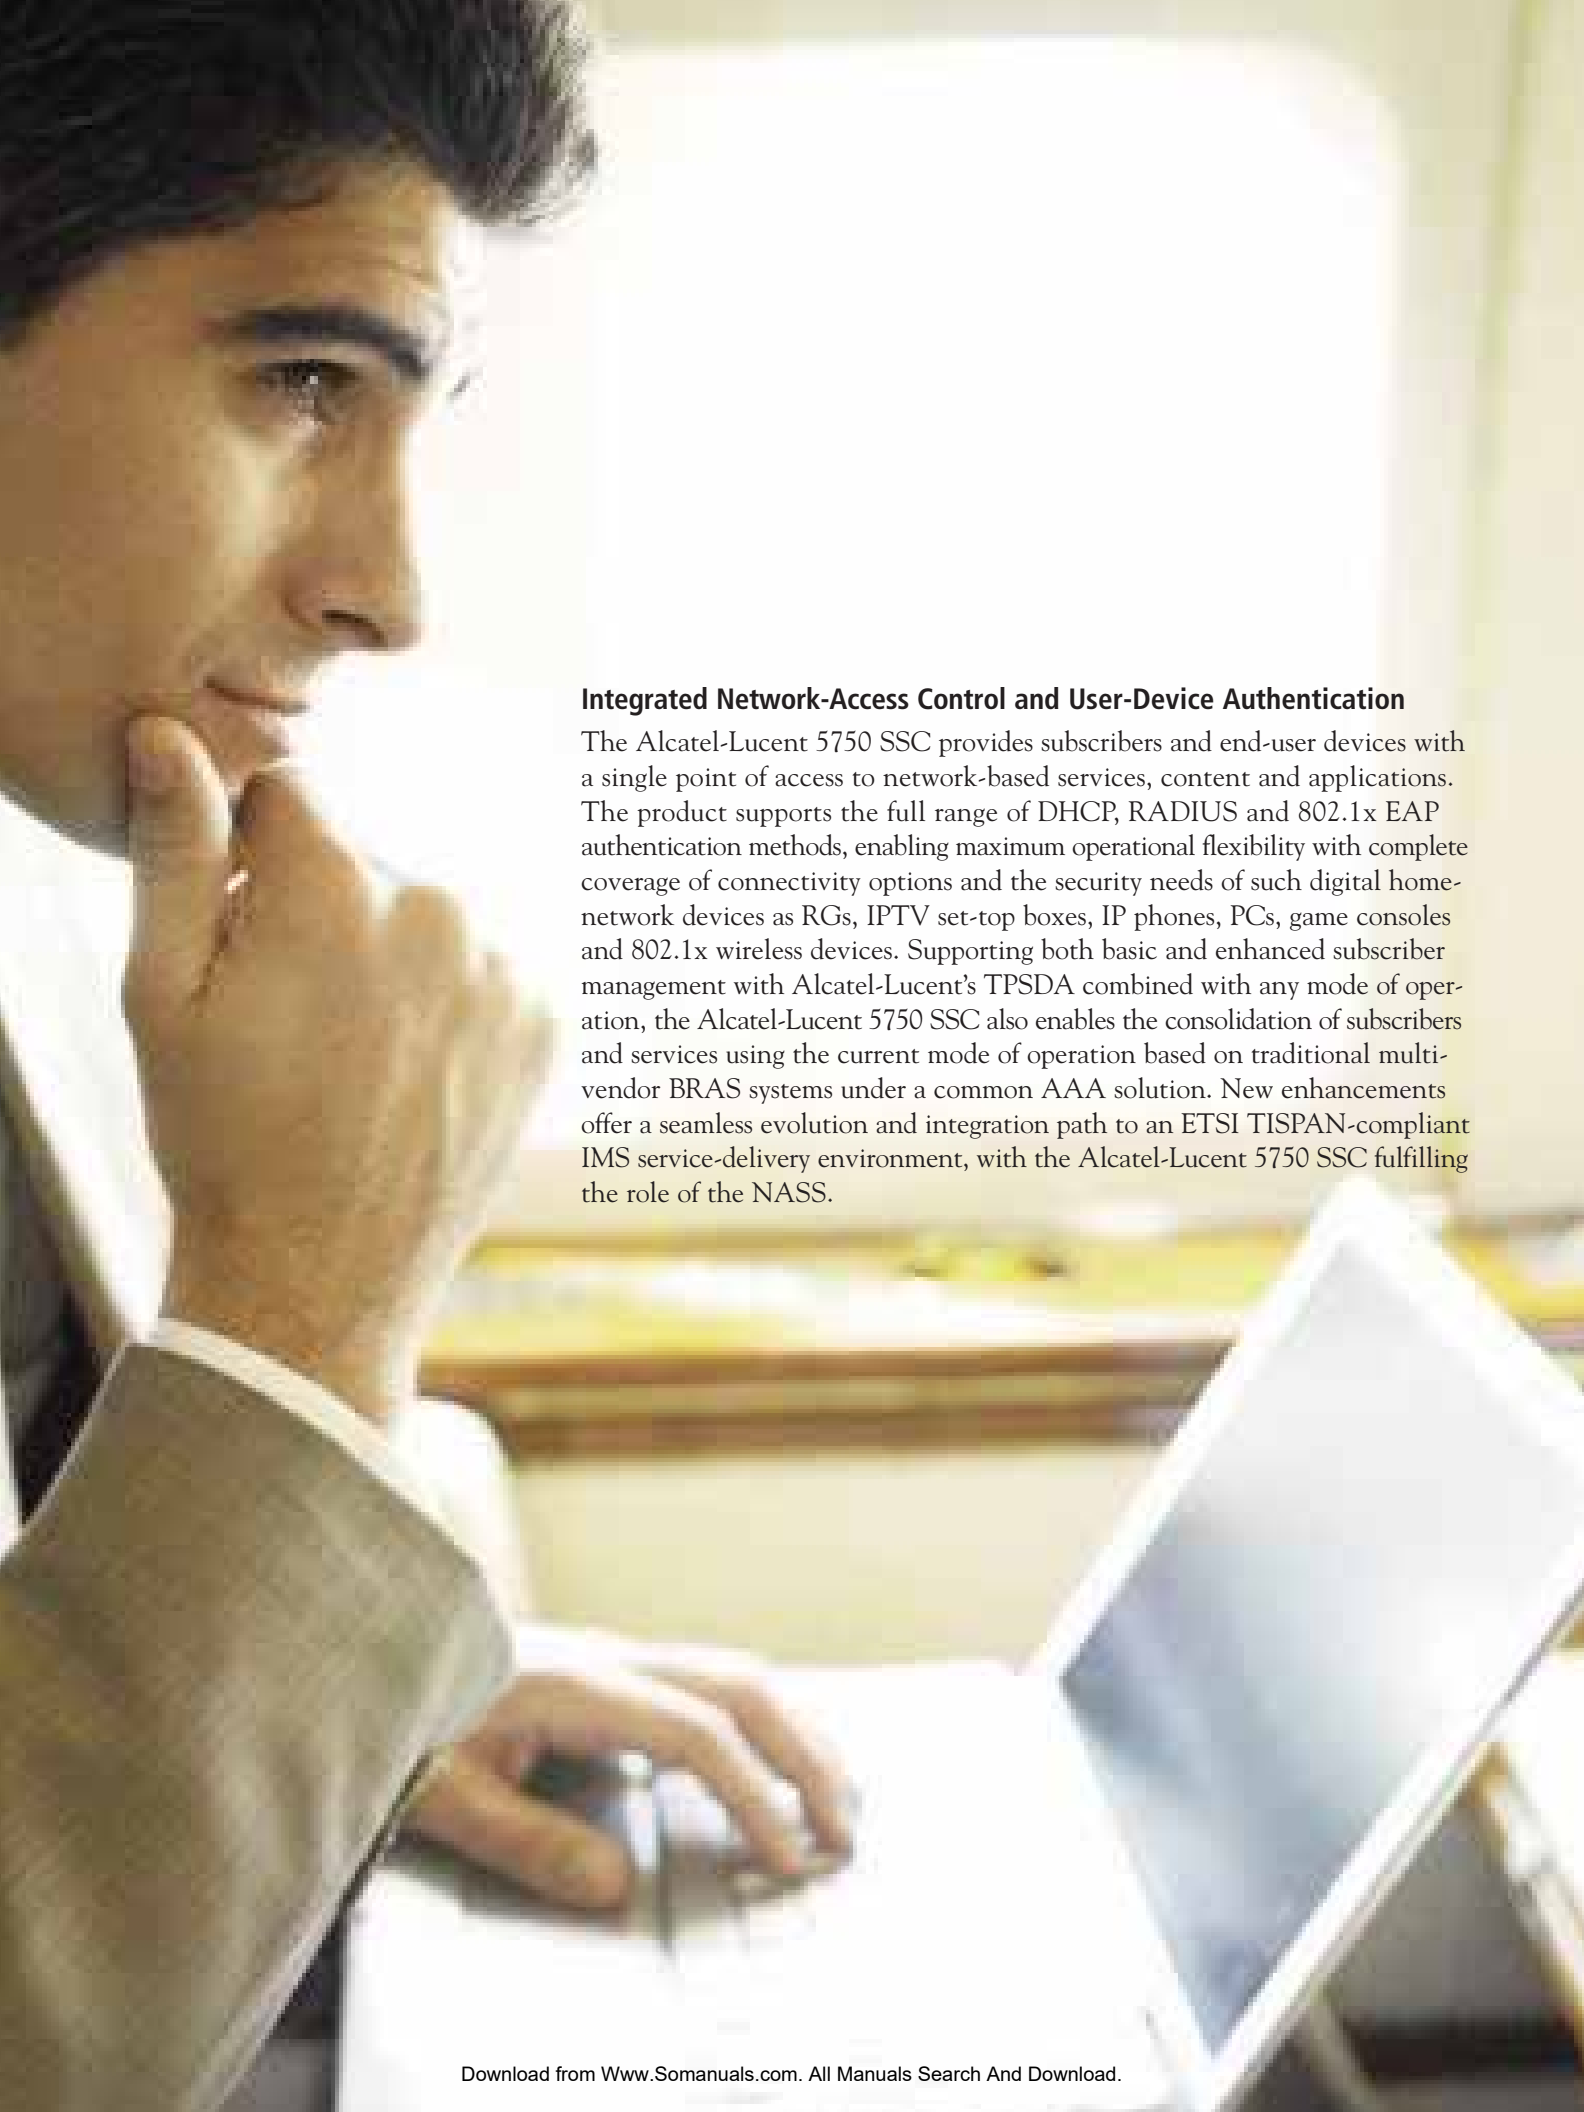 Integrated Network-Access Control and User-Device Authentication
The Alcatel-Lucent 5750 SSC provides subscribers and end-user devices with
a single point of access to network-based services, content and applications.
The product supports the full range of DHCP, RADIUS and 802.1x EAP
authentication methods, enabling maximum operational flexibility with complete
coverage of connectivity options and the security needs of such digital home-
network devices as RGs, IPTV set-top boxes, IP phones, PCs, game consoles
and 802.1x wireless devices. Supporting both basic and enhanced subscriber
management with Alcatel-Lucent's TPSDA combined with any mode of oper-
ation, the Alcatel-Lucent 5750 SSC also enables the consolidation of subscribers
and services using the current mode of operation based on traditional multi-
vendor BRAS systems under a common AAA solution. New enhancements
offer a seamless evolution and integration path to an ETSI TISPAN-compliant
IMS service-delivery environment, with the Alcatel-Lucent 5750 SSC fulfilling
the role of the NASS.
Download from Www.Somanuals.com. All Manuals Search And Download.